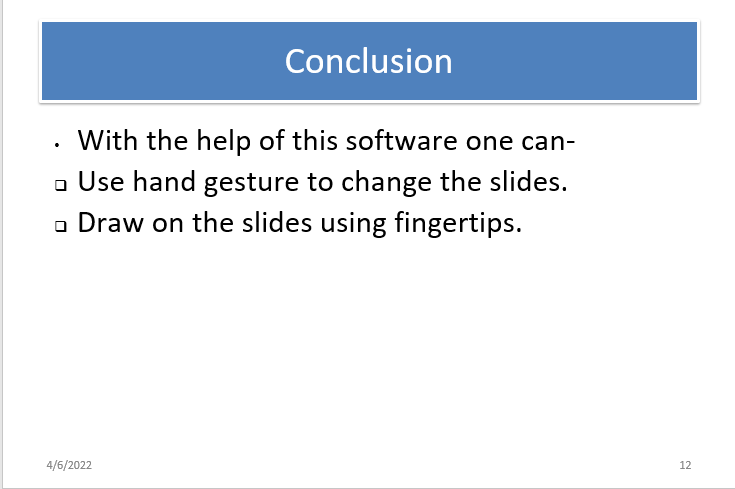 Conclusion
• With the help of this software one can-
❑ Use hand gesture to change the slides.
❑ Draw on the slides using fingertips.
4/6/2022
12